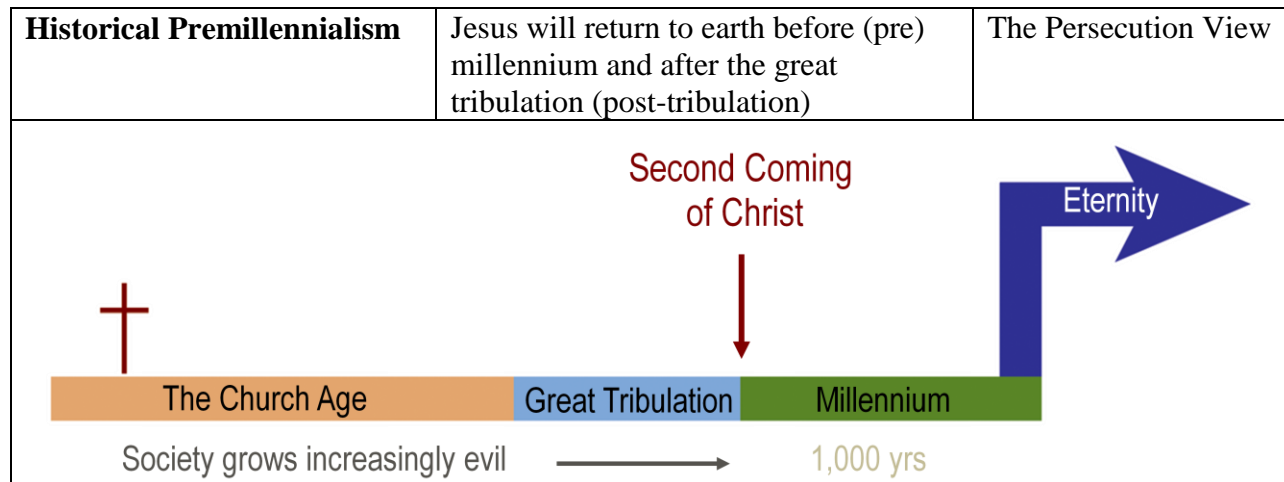 Historical Premillennialism
Jesus will return to earth before (pre)
millennium and after the great
tribulation (post-tribulation)
The Persecution View
Second Coming
of Christ
Eternity
The Church Age
Great Tribulation
Millennium
Society grows increasingly evil
1,000 yrs